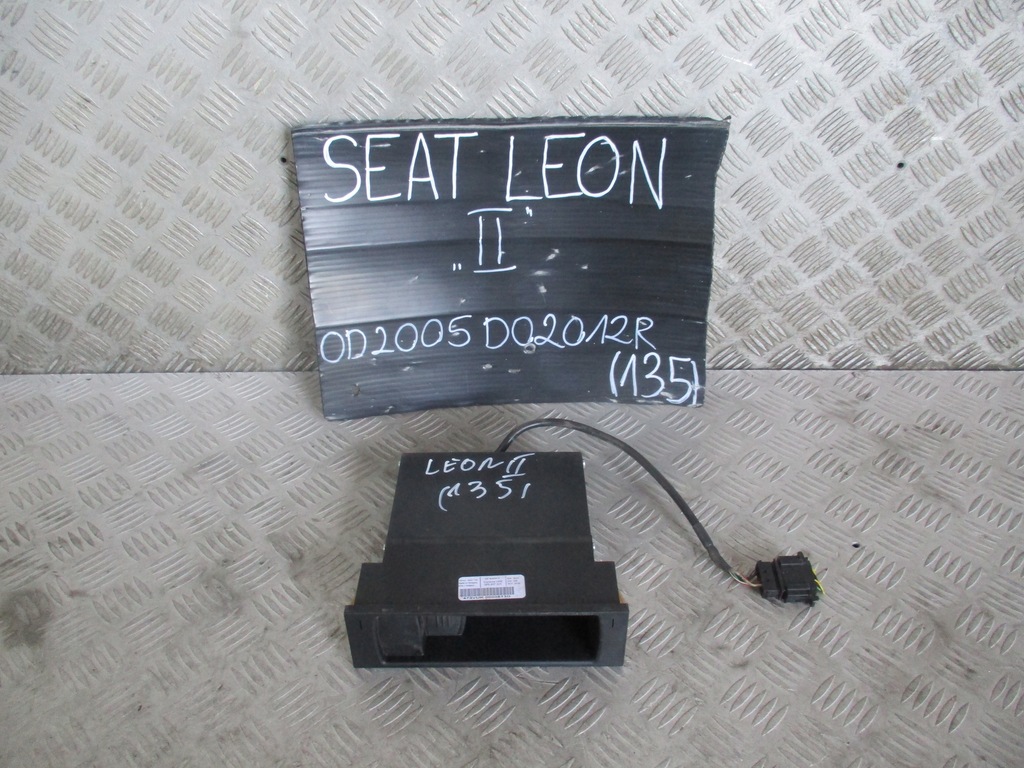 SEAT LEON
„II"
OD2005 DO2012R
(135)
LEON II
(135)